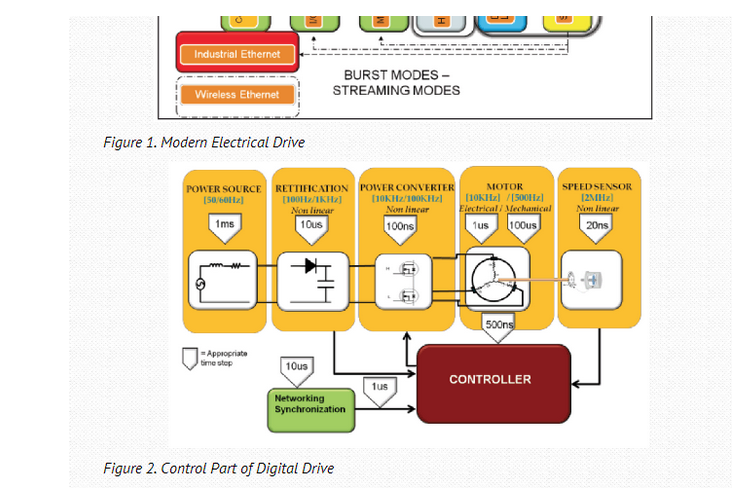 Industrial Ethernet
Wireless Ethernet
BURST MODES –
STREAMING MODES
Figure 1. Modern Electrical Drive
POWER SOURCE
[50/60Hz]
1ms
RETTIFICATION
[100Hz/1KHz]
Non linear
10us
POWER CONVERTER
[10KHz/100KHz]
Non linear
100ns
MOTOR
[10KHz] /[500Hz]
Electrical / Mechanical
1us
100us
SPEED SENSOR
[2MHz]
Non linear
20ns
500ns
= Appropriate
time step
10us
1us
CONTROLLER
Networking
Synchronization
Figure 2. Control Part of Digital Drive